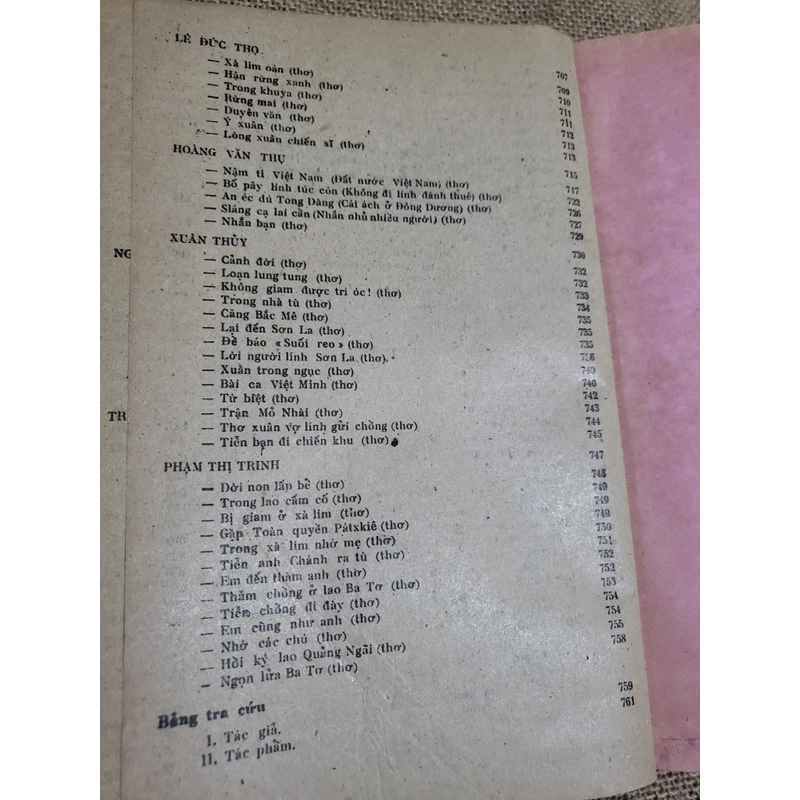 LÊ ĐỨC THỌ 707
— Xà lim oán (thơ) 709
— Hận rừng xanh (thơ) 710
— Trong khuya (thơ) 711
— Rừng mai (thơ) 711
— Duyên văn (thơ) 712
— Ý xuân (thơ) 713
— Lòng xuân chiến sĩ (thơ) 713
HOÀNG VĂN THỤ 715
— Nậm ti Việt Nam (Đất nước Việt Nam) (thơ) 717
— Bố pây lính túc còn (Không đi lính đánh thuê) (thơ) 722
— Ăn éc dú Tong Dàng (Cái ách ở Đông Dương) (thơ) 726
— Slảng cạ lai cần (Nhắn nhủ nhiều người) (thơ) 727
— Nhắn bạn (thơ) 729
XUÂN THỦY 730
— Cảnh đời (thơ) 732
— Loạn lung tung (thơ) 732
— Không giam được trí óc! (thơ) 733
— Trong nhà tù (thơ) 734
— Căng Bắc Mê (thơ) 735
— Lại đến Sơn La (thơ) 735
— Đề báo «Suối reo» (thơ) 735
— Lời người lính Sơn La (thơ). 736
— Xuân trong ngục (thơ) 740
— Bài ca Việt Minh (thơ) 740
— Từ biệt (thơ) 742
— Trận Mỏ Nhài (thơ) 743
— Thơ xuân vợ lính gửi chồng (thơ) 744
— Tiễn bạn đi chiến khu (thơ) 745
PHẠM THỊ TRINH 747
— Dời non lấp bể (thơ) 748
— Trong lao cấm cố (thơ) 749
— Bị giam ở xà lim (thơ) 749
— Gặp Toàn quyền Pátxkiê (thơ) 748
— Trong xà lim nhớ mẹ (thơ) 750
— Tiễn anh Chánh ra tù (thơ) 751
— Em đến thăm anh (thơ) 752
— Thăm chồng ở lao Ba Tơ (thơ) 752
— Tiễn chồng đi đày (thơ) 753
— Em cũng như anh (thơ) 754
— Nhớ các chú (thơ) 754
— Hồi ký lao Quảng Ngãi (thơ) 755
— Ngọn lửa Ba Tơ (thơ) 758
Bảng tra cứu
I. Tác giả. 759
II. Tác phẩm. 761
NG
TR